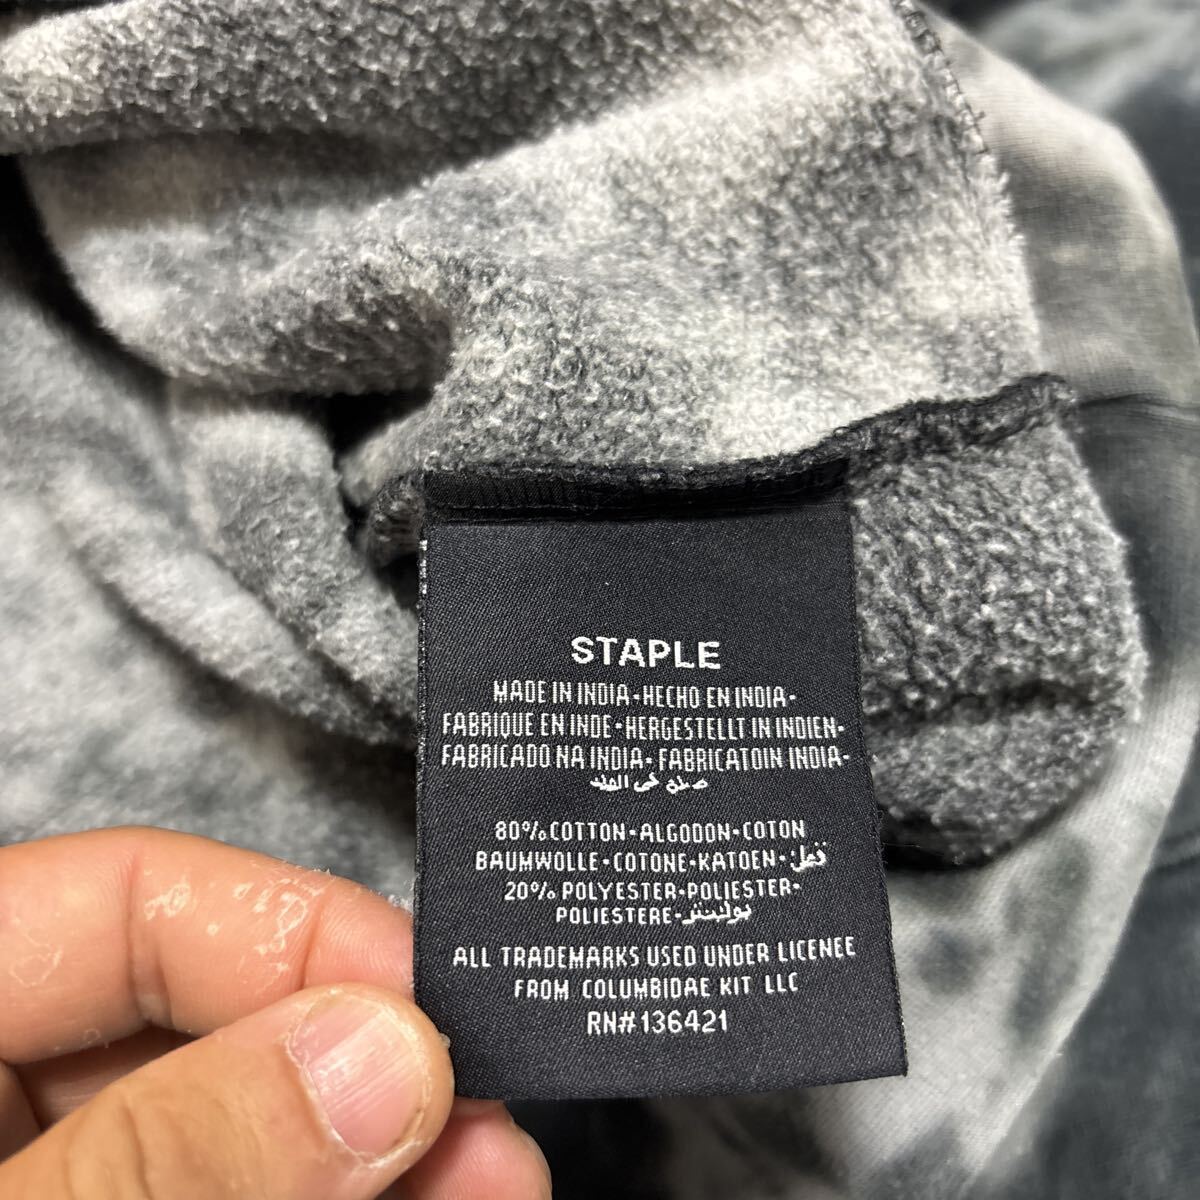 STAPLE
MADE IN INDIA-HECHO EN INDIA-
FABRIQUE EN INDE-HERGESTELLT IN INDIEN-
FABRICADO NA INDIA-FABRICATOIN INDIA-
80%COTTON-ALGODON-COTON
BAUMWOLLE-COTONE-KATOEN-قطن
20% POLYESTER-POLIESTER-
POLIESTERE-بوليستر
ALL TRADEMARKS USED UNDER LICENEE
FROM COLUMBIDAE KIT LLC
RN#136421